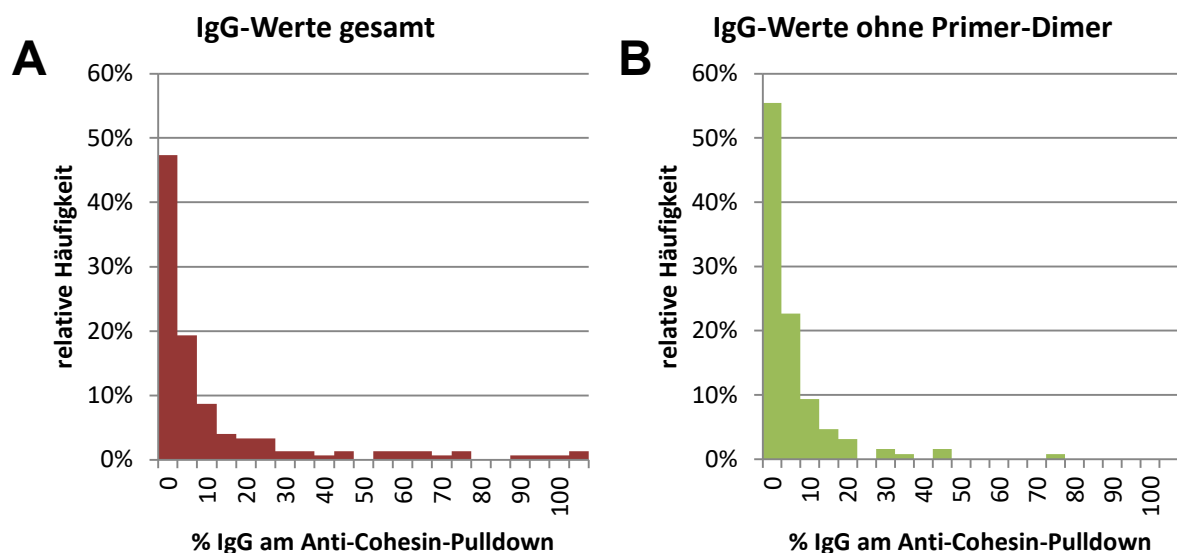 A
IgG-Werte gesamt
relative Häufigkeit
60%
50%
40%
30%
20%
10%
0%
0 10 20 30 40 50 60 70 80 90 100
% IgG am Anti-Cohesin-Pulldown
B
IgG-Werte ohne Primer-Dimer
relative Häufigkeit
60%
50%
40%
30%
20%
10%
0%
0 10 20 30 40 50 60 70 80 90 100
% IgG am Anti-Cohesin-Pulldown